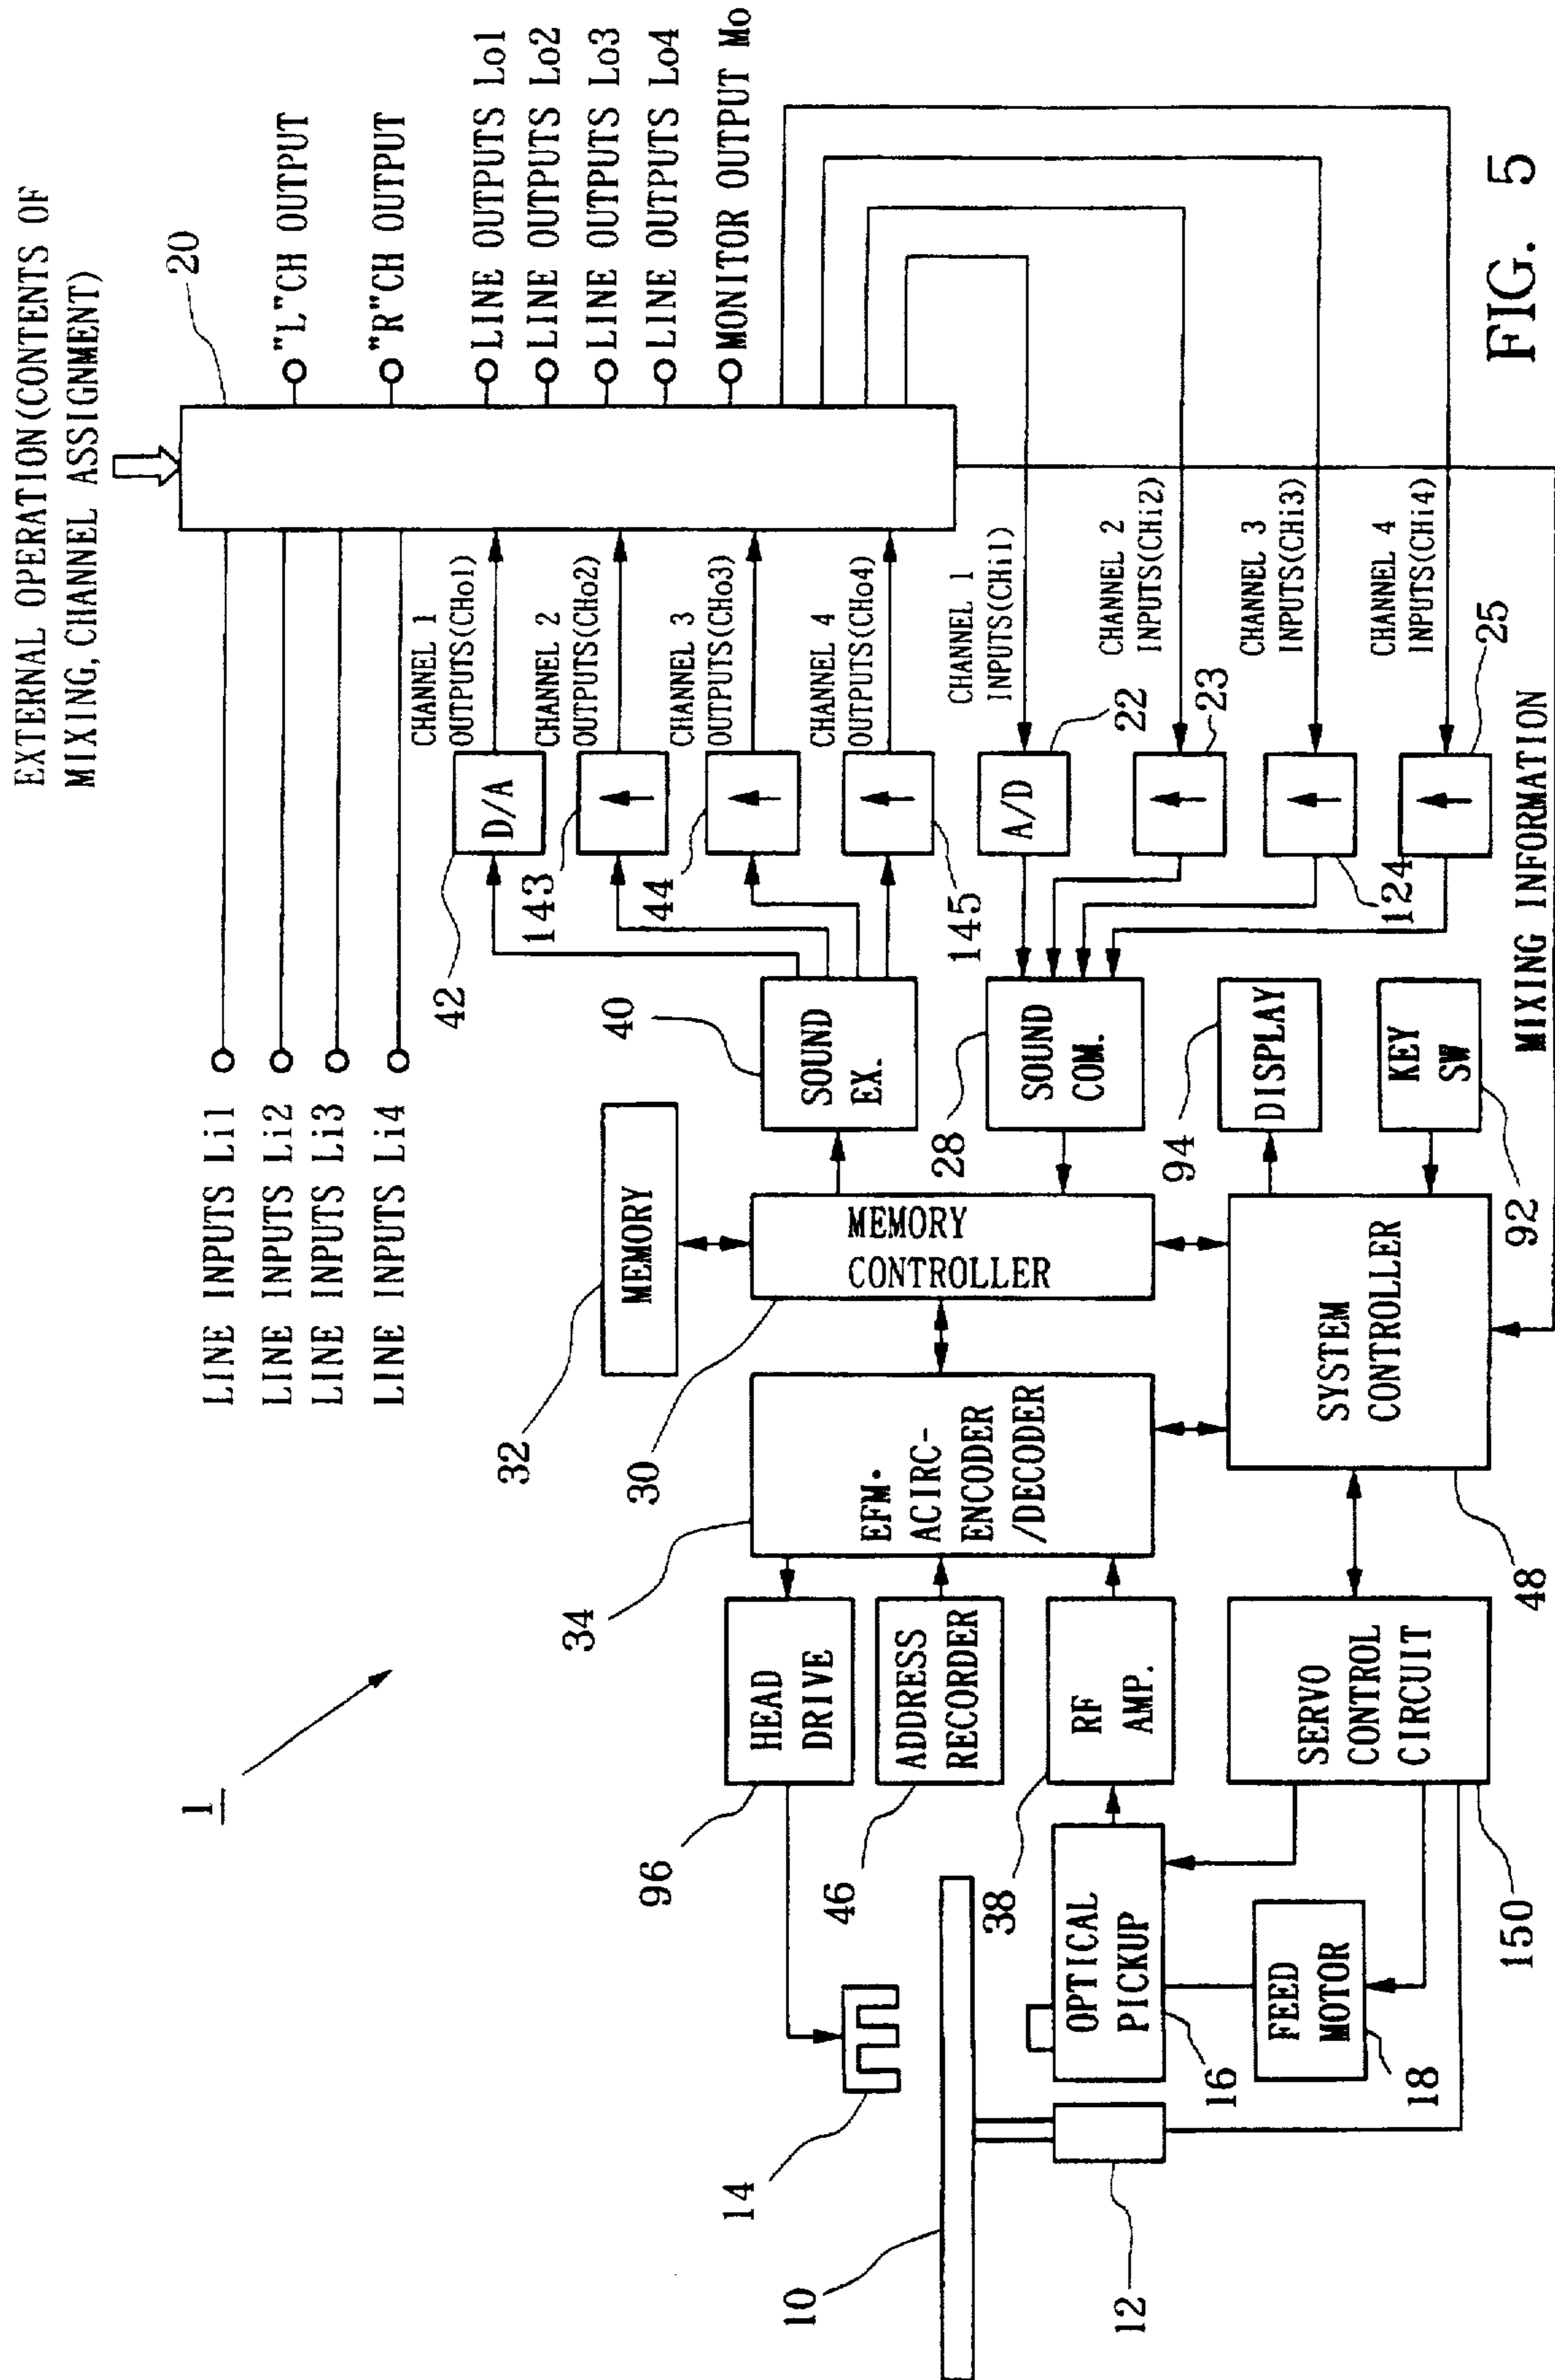 EXTERNAL OPERATION(CONTENTS OF
MIXING,CHANNEL ASSIGNMENT)
20
LINE INPUTS Li1
LINE INPUTS Li2
LINE INPUTS Li3
LINE INPUTS Li4
"L"CH OUTPUT
"R"CH OUTPUT
LINE OUTPUTS Lo1
LINE OUTPUTS Lo2
LINE OUTPUTS Lo3
LINE OUTPUTS Lo4
MONITOR OUTPUT Mo
1
CHANNEL 1
OUTPUTS(CHo1)
CHANNEL 2
OUTPUTS(CHo2)
CHANNEL 3
OUTPUTS(CHo3)
CHANNEL 4
OUTPUTS(CHo4)
42
D/A
143
↑
44
↑
145
↑
CHANNEL 1
INPUTS(CHi1)
22
A/D
CHANNEL 2
INPUTS(CHi2)
23
↑
CHANNEL 3
INPUTS(CHi3)
124
↑
CHANNEL 4
INPUTS(CHi4)
25
↑
32
MEMORY
40
SOUND
EX.
28
SOUND
COM.
30
MEMORY
CONTROLLER
34
EFM·
ACIRC-
ENCODER
/DECODER
96
HEAD
DRIVE
46
ADDRESS
RECORDER
38
RF
AMP.
14
10
12
OPTICAL
PICKUP
16
FEED
MOTOR
18
SERVO
CONTROL
CIRCUIT
150
SYSTEM
CONTROLLER
48
94
DISPLAY
KEY
SW
92
MIXING INFORMATION
FIG. 5